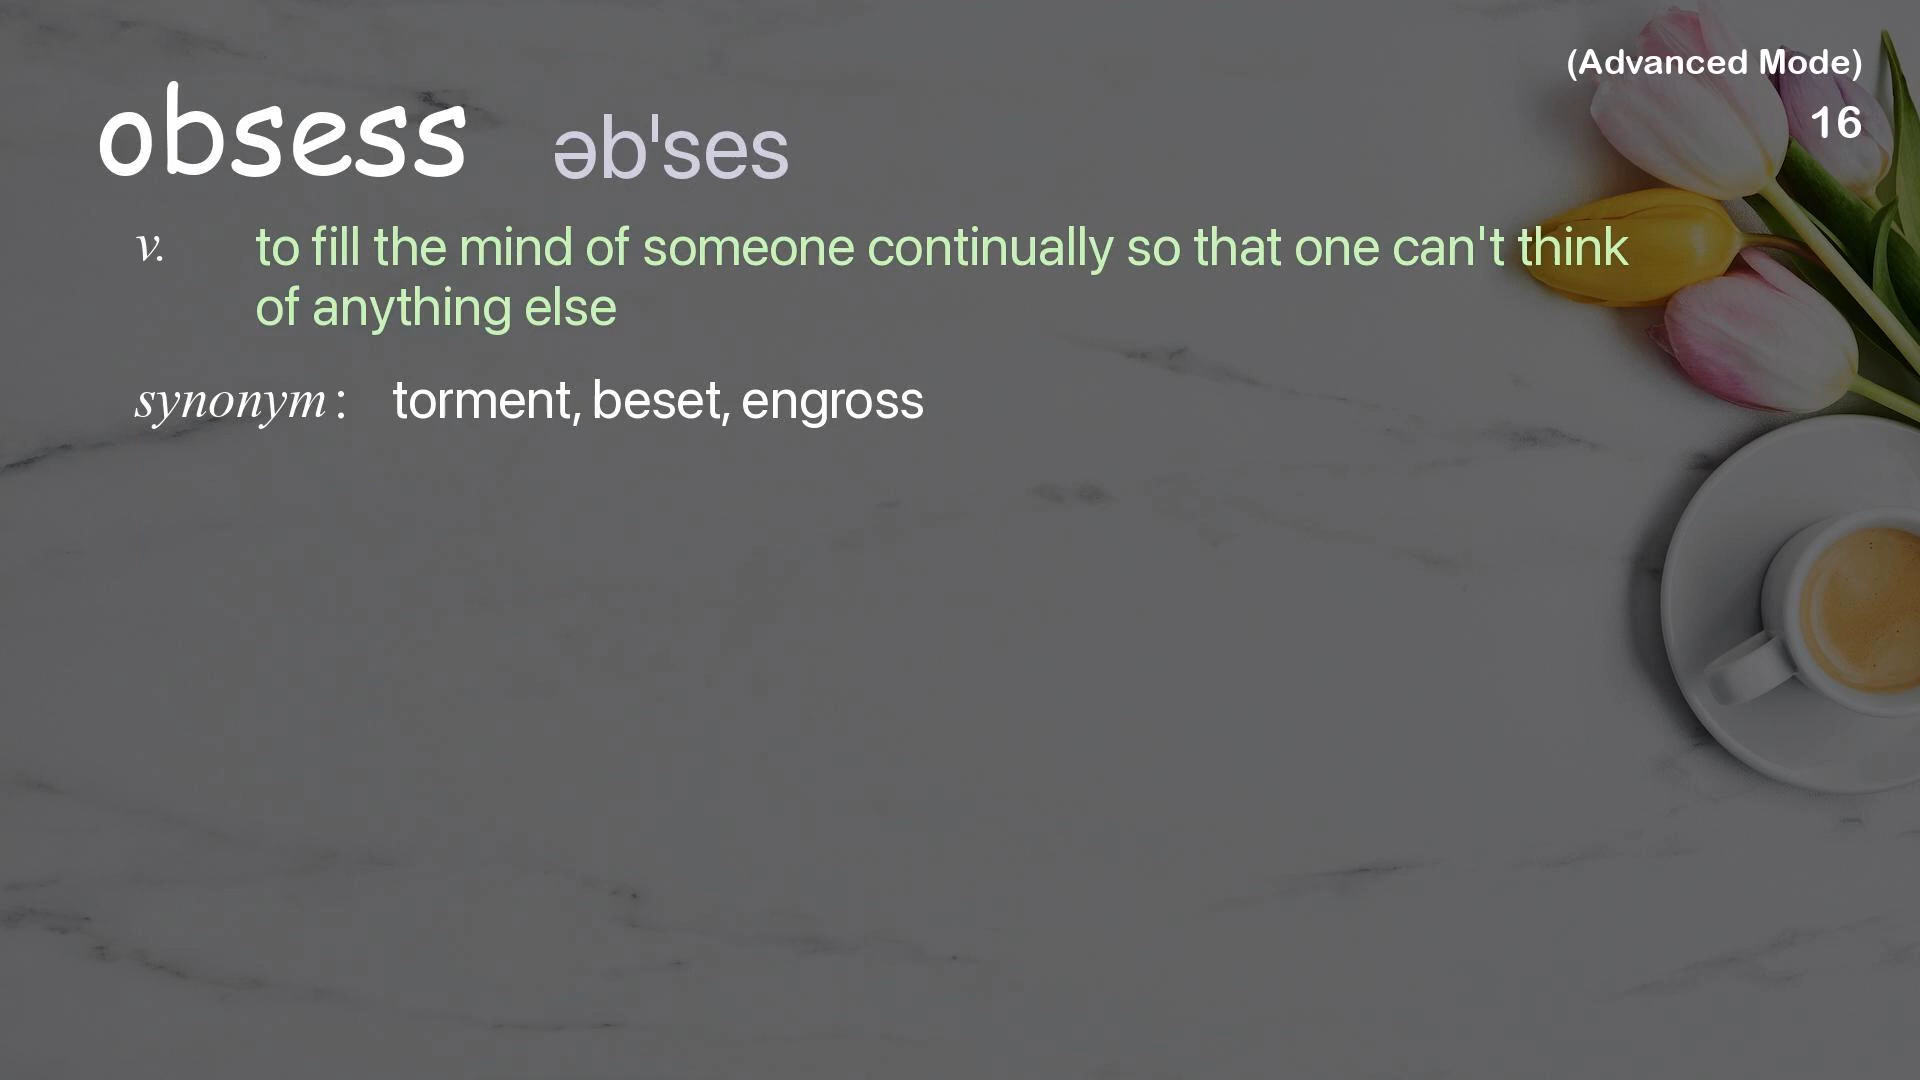 (Advanced Mode)
16
obsess əb'ses
v. to fill the mind of someone continually so that one can't think
of anything else
synonym : torment, beset, engross